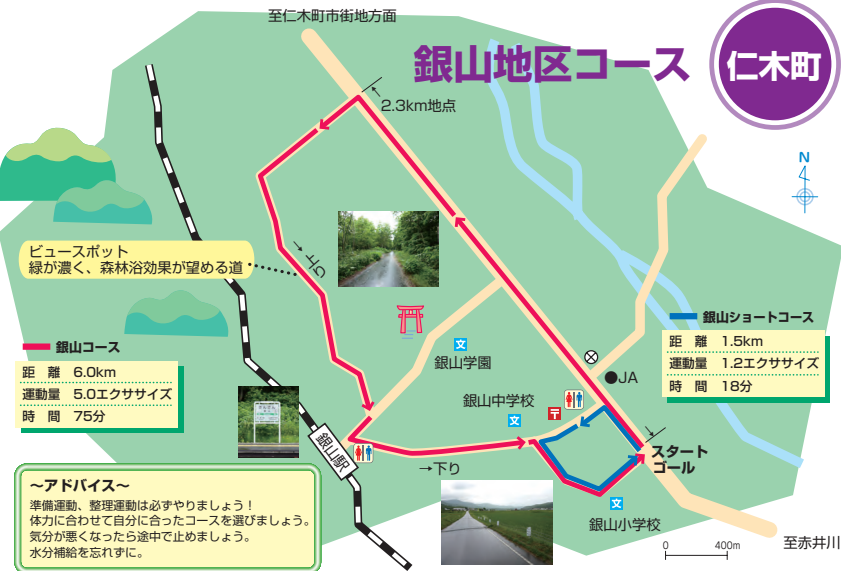 至仁木町市街地方面
銀山地区コース
仁木町
2.3km地点
N
ビュースポット
緑が濃く、森林浴効果が望める道
→上り
銀山コース
距離 6.0km
運動量 5.0エクササイズ
時間 75分
銀山ショートコース
距離 1.5km
運動量 1.2エクササイズ
時間 18分
文
銀山学園
JA
銀山中学校
文
〒
銀山駅
→下り
スタート
ゴール
文
銀山小学校
〜アドバイス〜
準備運動、整理運動は必ずやりましょう!
体力に合わせて自分に合ったコースを選びましょう。
気分が悪くなったら途中で止めましょう。
水分補給を忘れずに。
0 400m
至赤井川